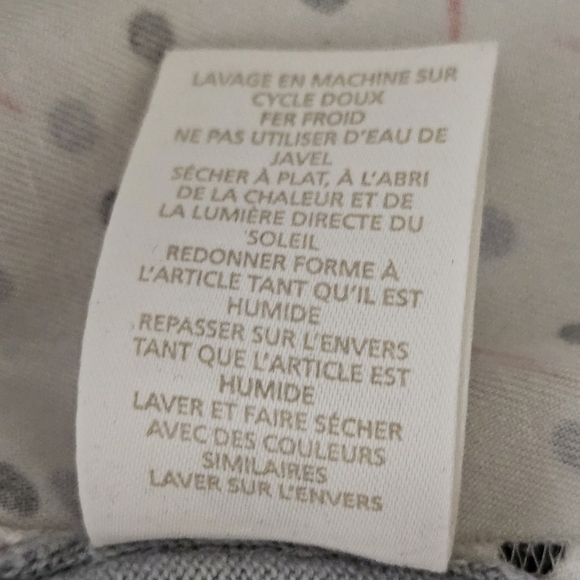 LAVAGE EN MACHINE SUR
CYCLE DOUX
FER FROID
NE PAS UTILISER D'EAU DE
JAVEL
SÉCHER À PLAT, À L'ABRI
DE LA CHALEUR ET DE
LA LUMIÈRE DIRECTE DU
SOLEIL
REDONNER FORME À
L'ARTICLE TANT QU'IL EST
HUMIDE
REPASSER SUR L'ENVERS
TANT QUE L'ARTICLE EST
HUMIDE
LAVER ET FAIRE SÉCHER
AVEC DES COULEURS
SIMILAIRES
LAVER SUR L'ENVERS